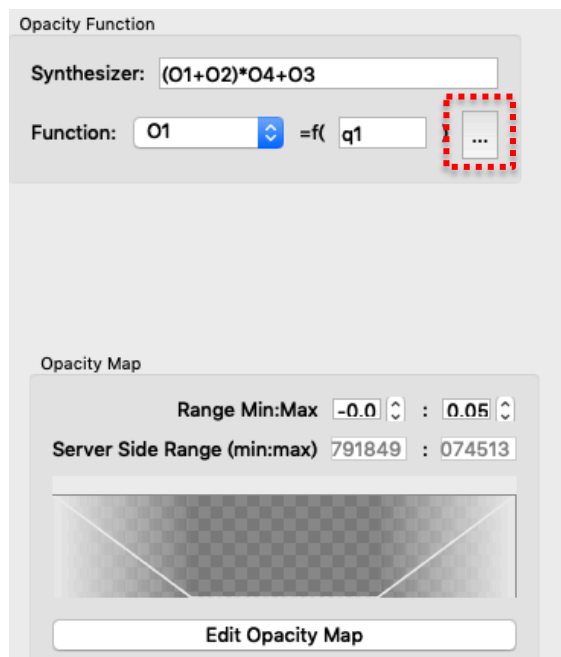 Opacity Function
Synthesizer: (O1+O2)*O4+O3
Function: O1 =f( q1 ) ...
Opacity Map
Range Min:Max -0.0 : 0.05
Server Side Range (min:max) 791849 : 074513
Edit Opacity Map